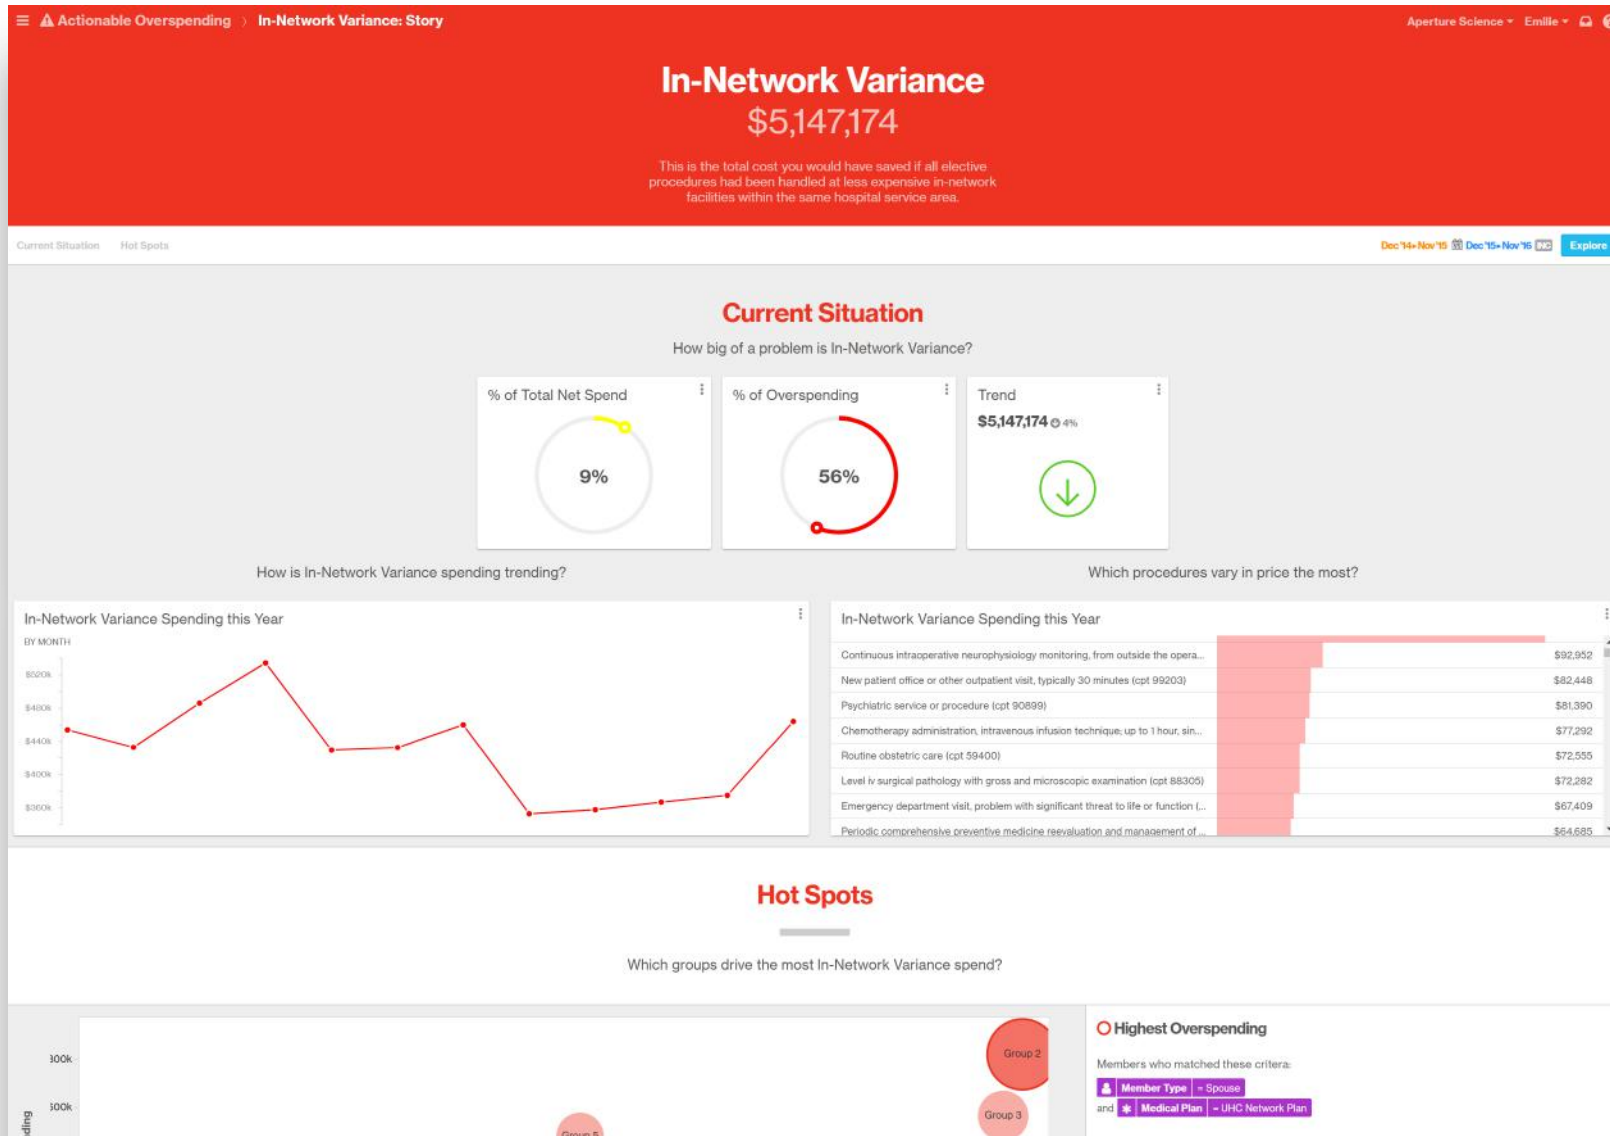 Actionable Overspending › In-Network Variance: Story
Aperture Science Emilie
In-Network Variance
$5,147,174
This is the total cost you would have saved if all elective
procedures had been handled at less expensive in-network
facilities within the same hospital service area.
Current Situation Hot Spots
Dec '14▸Nov '15 Dec '15▸Nov '16 INC Explore
Current Situation
How big of a problem is In-Network Variance?
% of Total Net Spend
9%
% of Overspending
56%
Trend
$5,147,174 4%
How is In-Network Variance spending trending?
In-Network Variance Spending this Year
BY MONTH
$520k
$480k
$440k
$400k
$360k
Which procedures vary in price the most?
In-Network Variance Spending this Year
Continuous intraoperative neurophysiology monitoring, from outside the opera... $92,952
New patient office or other outpatient visit, typically 30 minutes (cpt 99203) $82,448
Psychiatric service or procedure (cpt 90899) $81,390
Chemotherapy administration, intravenous infusion technique; up to 1 hour, sin... $77,292
Routine obstetric care (cpt 59400) $72,555
Level iv surgical pathology with gross and microscopic examination (cpt 88305) $72,282
Emergency department visit, problem with significant threat to life or function (... $67,409
Periodic comprehensive preventive medicine reevaluation and management of ... $64,685
Hot Spots
Which groups drive the most In-Network Variance spend?
Group 2
Group 3
Group 5
Highest Overspending
Members who matched these critera:
Member Type = Spouse
and Medical Plan = UHC Network Plan